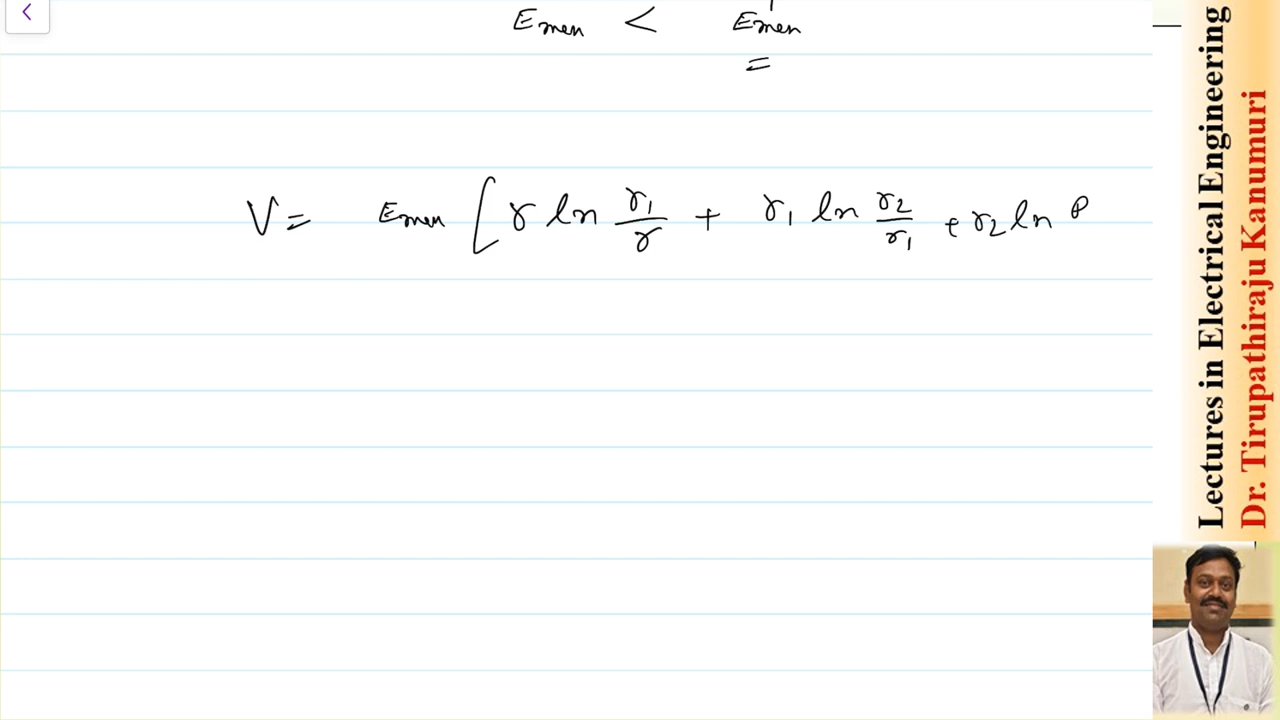 Emax < E'max
=
V = Emax [ r ln r1/r + r1 ln r2/r1 + r2 ln R
Lectures in Electrical Engineering
Dr. Tirupathiraju Kanumuri